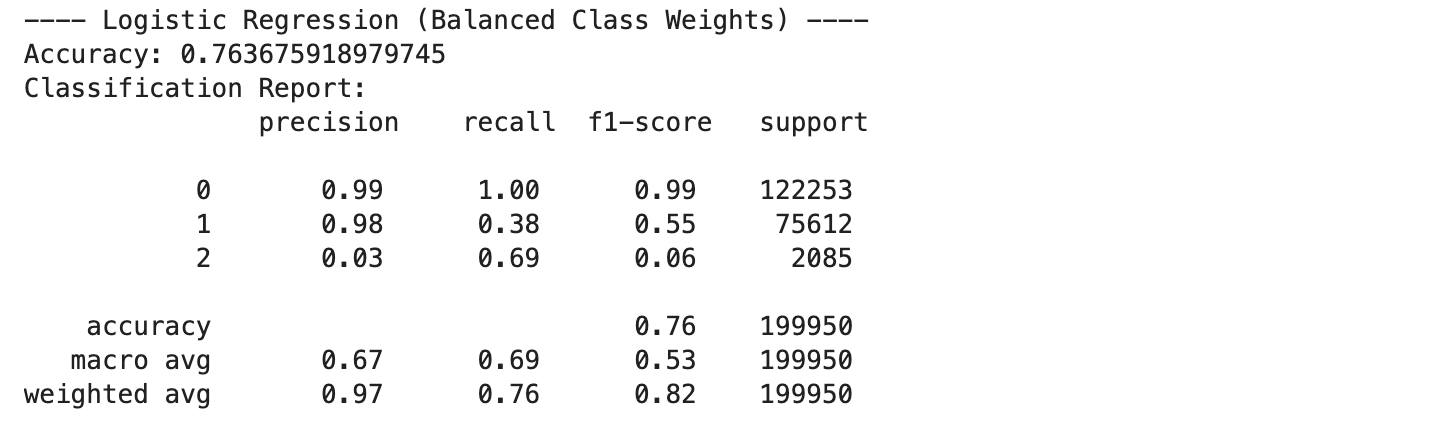 ---- Logistic Regression (Balanced Class Weights) ----
Accuracy: 0.763675918979745
Classification Report:
              precision    recall  f1-score   support

           0       0.99      1.00      0.99    122253
           1       0.98      0.38      0.55     75612
           2       0.03      0.69      0.06      2085

    accuracy                           0.76    199950
   macro avg       0.67      0.69      0.53    199950
weighted avg       0.97      0.76      0.82    199950